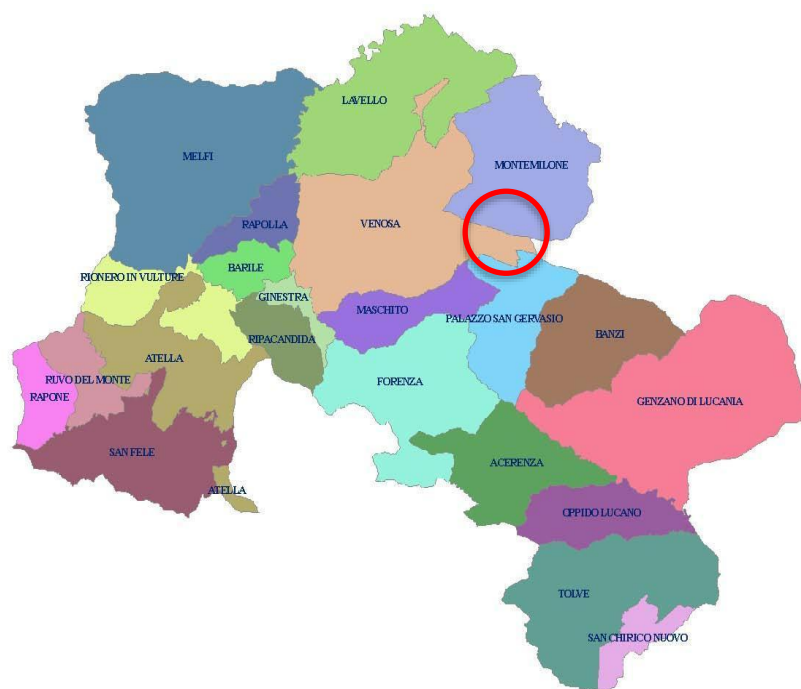 LAVELLO
MELFI
MONTEMILONE
RAPOLLA
VENOSA
BARILE
RIONERO IN VULTURE
GINESTRA
MASCHITO
PALAZZO SAN GERVASIO
BANZI
RIPACANDIDA
ATELLA
RUVO DEL MONTE
RAPONE
FORENZA
GENZANO DI LUCANIA
SAN FELE
ACERENZA
ATELLA
OPPIDO LUCANO
TOLVE
SAN CHIRICO NUOVO